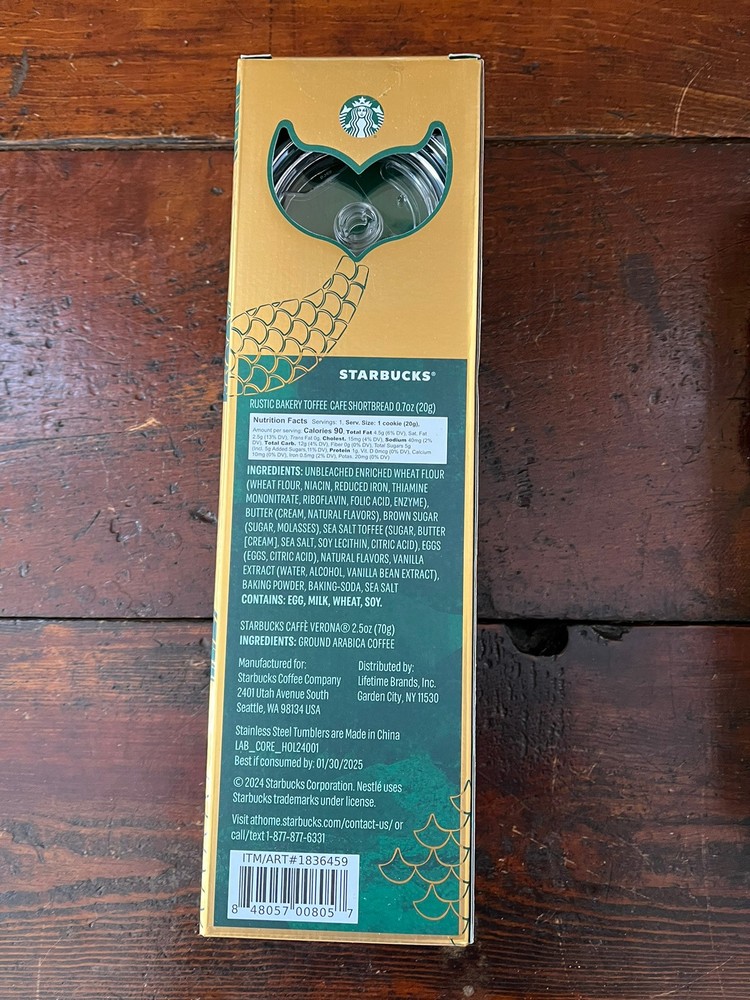 STARBUCKS®
RUSTIC BAKERY TOFFEE CAFE SHORTBREAD 0.7oz (20g)
Nutrition Facts Servings: 1, Serv. Size: 1 cookie (20g),
Amount per serving: Calories 90, Total Fat 4.5g (6% DV), Sat. Fat
2.5g (13% DV), Trans Fat 0g, Cholest. 15mg (4% DV), Sodium 40mg (2%
DV), Total Carb. 12g (4% DV), Fiber 0g (0% DV), Total Sugars 5g
(Incl. 5g Added Sugars, 11% DV), Protein 1g, Vit. D 0mcg (0% DV), Calcium
10mg (0% DV), Iron 0.5mg (2% DV), Potas. 20mg (0% DV)
INGREDIENTS: UNBLEACHED ENRICHED WHEAT FLOUR
(WHEAT FLOUR, NIACIN, REDUCED IRON, THIAMINE
MONONITRATE, RIBOFLAVIN, FOLIC ACID, ENZYME),
BUTTER (CREAM, NATURAL FLAVORS), BROWN SUGAR
(SUGAR, MOLASSES), SEA SALT TOFFEE (SUGAR, BUTTER
[CREAM], SEA SALT, SOY LECITHIN, CITRIC ACID), EGGS
(EGGS, CITRIC ACID), NATURAL FLAVORS, VANILLA
EXTRACT (WATER, ALCOHOL, VANILLA BEAN EXTRACT),
BAKING POWDER, BAKING-SODA, SEA SALT
CONTAINS: EGG, MILK, WHEAT, SOY.
STARBUCKS CAFFÈ VERONA® 2.5oz (70g)
INGREDIENTS: GROUND ARABICA COFFEE
Manufactured for:
Starbucks Coffee Company
2401 Utah Avenue South
Seattle, WA 98134 USA
Distributed by:
Lifetime Brands, Inc.
Garden City, NY 11530
Stainless Steel Tumblers are Made in China
LAB_CORE_HOL24001
Best if consumed by: 01/30/2025
© 2024 Starbucks Corporation. Nestlé uses
Starbucks trademarks under license.
Visit athome.starbucks.com/contact-us/ or
call/text 1-877-877-6331
ITM/ART#1836459
8 48057 00805 7